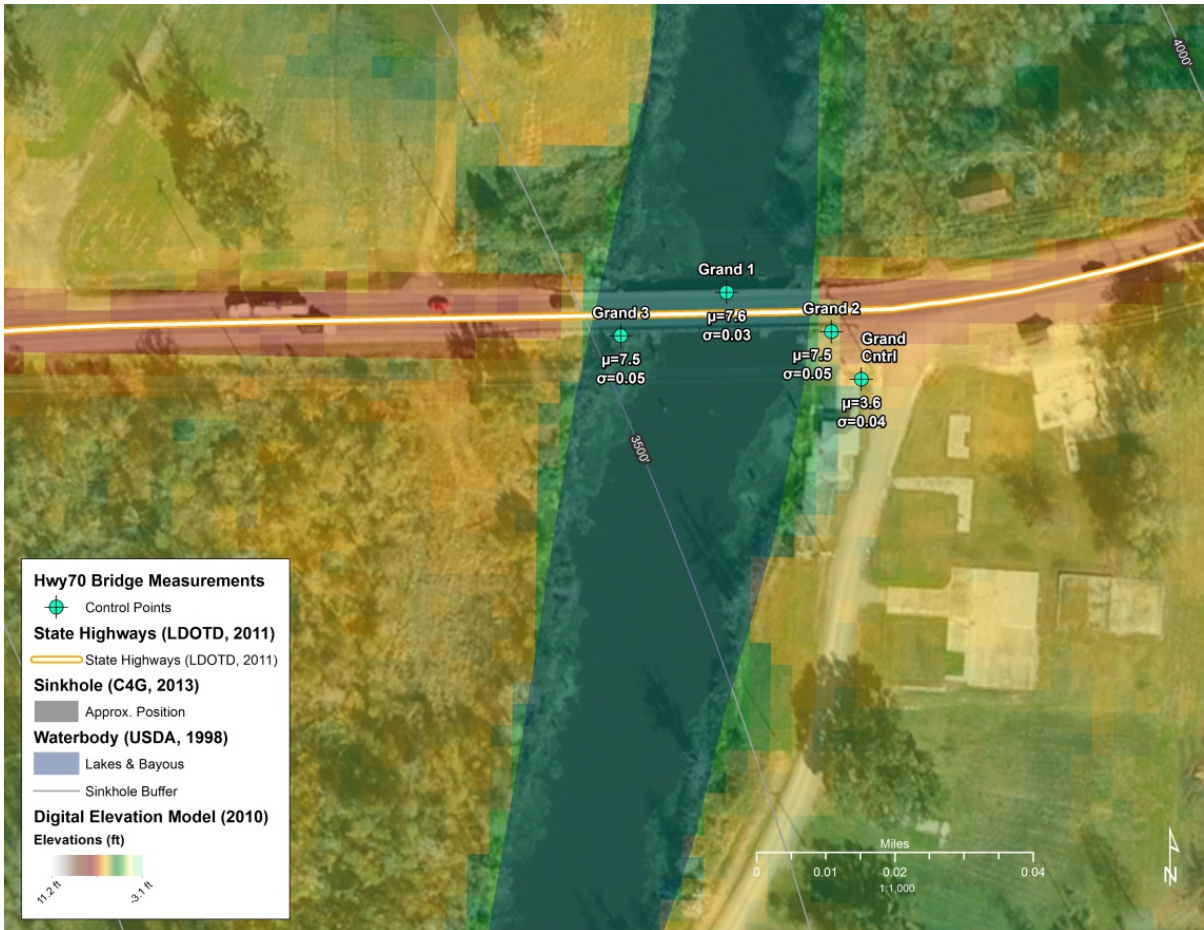 4000'
Grand 1
Grand 3
μ=7.6
σ=0.03
Grand 2
μ=7.5
σ=0.05
μ=7.5
σ=0.05
Grand
Cntrl
μ=3.6
σ=0.04
3500'
Hwy70 Bridge Measurements
Control Points
State Highways (LDOTD, 2011)
State Highways (LDOTD, 2011)
Sinkhole (C4G, 2013)
Approx. Position
Waterbody (USDA, 1998)
Lakes & Bayous
Sinkhole Buffer
Digital Elevation Model (2010)
Elevations (ft)
11.2 ft
-3.1 ft
Miles
0 0.01 0.02 0.04
1:1,000
N